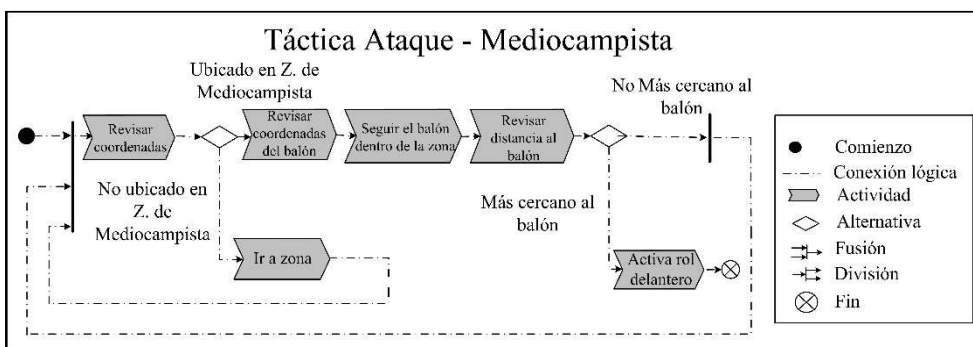 Táctica Ataque - Mediocampista
Ubicado en Z. de
Mediocampista
No Más cercano al
balón
Revisar
coordenadas
Revisar
coordenadas
del balón
Seguir el balón
dentro de la zona
Revisar
distancia al
balón
No ubicado en
Z. de
Mediocampista
Más cercano al
balón
Ir a zona
Activa rol
delantero
Comienzo
Conexión lógica
Actividad
Alternativa
Fusión
División
Fin